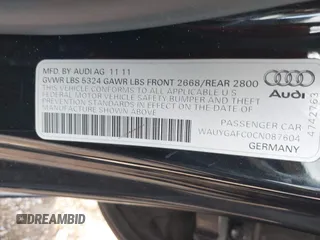 MFD. BY AUDI AG 11 11
GVWR LBS 5324 GAWR LBS FRONT 2668/REAR 2800
THIS VEHICLE CONFORMS TO ALL APPLICABLE U.S
FEDERAL MOTOR VEHICLE SAFETY BUMPER AND THEFT
PREVENTION STANDARDS IN EFFECT ON THE DATE OF
MANUFACTURE SHOWN ABOVE.
Audi
PASSENGER CAR
WAUYGAFC0CN087604
GERMANY
4742763
DREAMBID